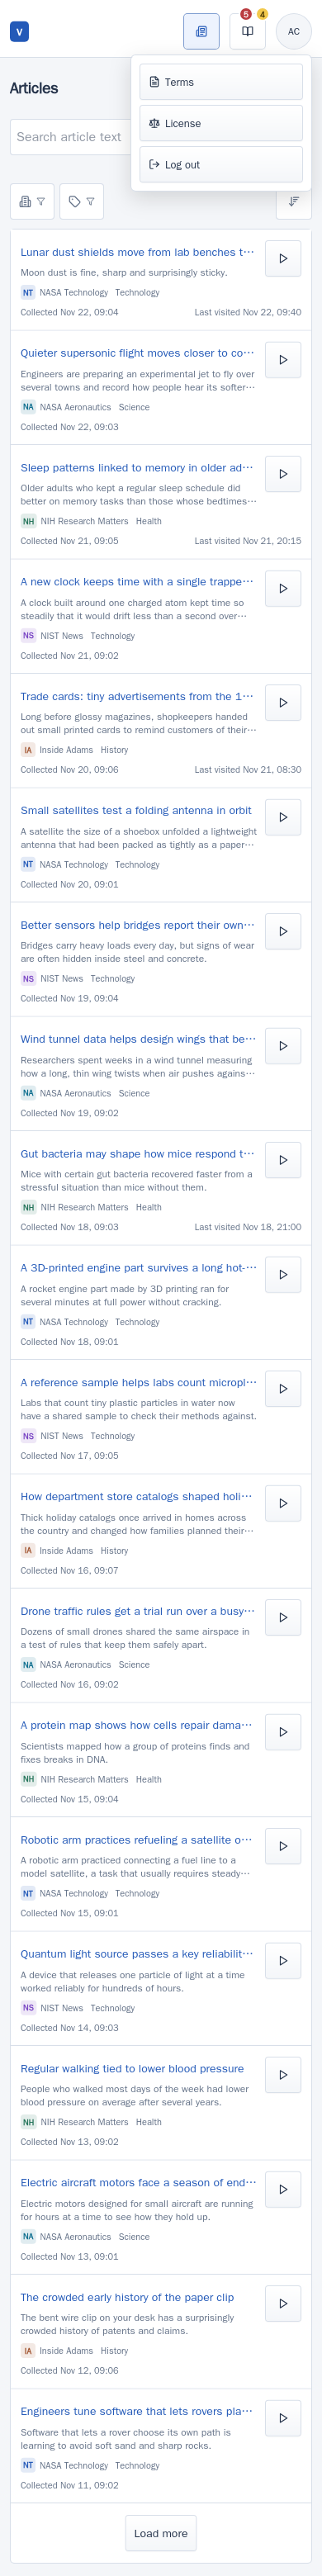 V
5
4
AC
Terms
License
Log out
Articles
Search article text
Lunar dust shields move from lab benches t···
Moon dust is fine, sharp and surprisingly sticky.
NT NASA Technology Technology
Collected Nov 22, 09:04 Last visited Nov 22, 09:40
Quieter supersonic flight moves closer to co···
Engineers are preparing an experimental jet to fly over
several towns and record how people hear its softer···
NA NASA Aeronautics Science
Collected Nov 22, 09:03
Sleep patterns linked to memory in older ad···
Older adults who kept a regular sleep schedule did
better on memory tasks than those whose bedtimes···
NH NIH Research Matters Health
Collected Nov 21, 09:05 Last visited Nov 21, 20:15
A new clock keeps time with a single trappe···
A clock built around one charged atom kept time so
steadily that it would drift less than a second over···
NS NIST News Technology
Collected Nov 21, 09:02
Trade cards: tiny advertisements from the 1···
Long before glossy magazines, shopkeepers handed
out small printed cards to remind customers of their···
IA Inside Adams History
Collected Nov 20, 09:06 Last visited Nov 21, 08:30
Small satellites test a folding antenna in orbit
A satellite the size of a shoebox unfolded a lightweight
antenna that had been packed as tightly as a paper···
NT NASA Technology Technology
Collected Nov 20, 09:01
Better sensors help bridges report their own···
Bridges carry heavy loads every day, but signs of wear
are often hidden inside steel and concrete.
NS NIST News Technology
Collected Nov 19, 09:04
Wind tunnel data helps design wings that be···
Researchers spent weeks in a wind tunnel measuring
how a long, thin wing twists when air pushes agains···
NA NASA Aeronautics Science
Collected Nov 19, 09:02
Gut bacteria may shape how mice respond t···
Mice with certain gut bacteria recovered faster from a
stressful situation than mice without them.
NH NIH Research Matters Health
Collected Nov 18, 09:03 Last visited Nov 18, 21:00
A 3D-printed engine part survives a long hot-···
A rocket engine part made by 3D printing ran for
several minutes at full power without cracking.
NT NASA Technology Technology
Collected Nov 18, 09:01
A reference sample helps labs count micropl···
Labs that count tiny plastic particles in water now
have a shared sample to check their methods against.
NS NIST News Technology
Collected Nov 17, 09:05
How department store catalogs shaped holi···
Thick holiday catalogs once arrived in homes across
the country and changed how families planned their···
IA Inside Adams History
Collected Nov 16, 09:07
Drone traffic rules get a trial run over a busy···
Dozens of small drones shared the same airspace in
a test of rules that keep them safely apart.
NA NASA Aeronautics Science
Collected Nov 16, 09:02
A protein map shows how cells repair dama···
Scientists mapped how a group of proteins finds and
fixes breaks in DNA.
NH NIH Research Matters Health
Collected Nov 15, 09:04
Robotic arm practices refueling a satellite o···
A robotic arm practiced connecting a fuel line to a
model satellite, a task that usually requires steady···
NT NASA Technology Technology
Collected Nov 15, 09:01
Quantum light source passes a key reliabilit···
A device that releases one particle of light at a time
worked reliably for hundreds of hours.
NS NIST News Technology
Collected Nov 14, 09:03
Regular walking tied to lower blood pressure
People who walked most days of the week had lower
blood pressure on average after several years.
NH NIH Research Matters Health
Collected Nov 13, 09:02
Electric aircraft motors face a season of end···
Electric motors designed for small aircraft are running
for hours at a time to see how they hold up.
NA NASA Aeronautics Science
Collected Nov 13, 09:01
The crowded early history of the paper clip
The bent wire clip on your desk has a surprisingly
crowded history of patents and claims.
IA Inside Adams History
Collected Nov 12, 09:06
Engineers tune software that lets rovers pla···
Software that lets a rover choose its own path is
learning to avoid soft sand and sharp rocks.
NT NASA Technology Technology
Collected Nov 11, 09:02
Load more